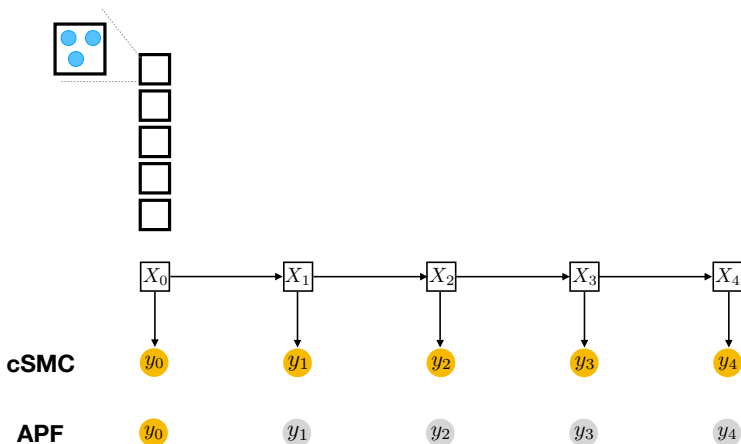 X₀ X₁ X₂ X₃ X₄
cSMC y₀ y₁ y₂ y₃ y₄
APF y₀ y₁ y₂ y₃ y₄